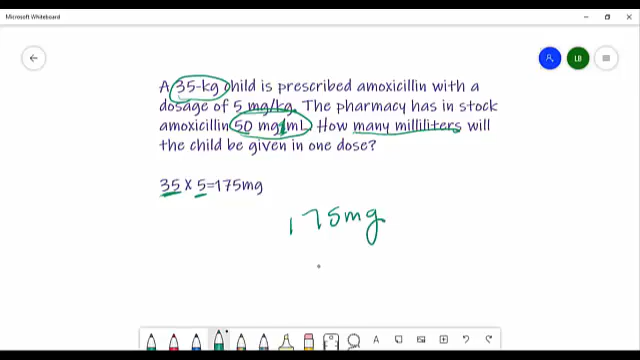 Microsoft Whiteboard
LB
A 35-kg child is prescribed amoxicillin with a
dosage of 5 mg/kg. The pharmacy has in stock
amoxicillin 50 mg/mL. How many milliliters will
the child be given in one dose?
35 X 5=175mg
175mg
A